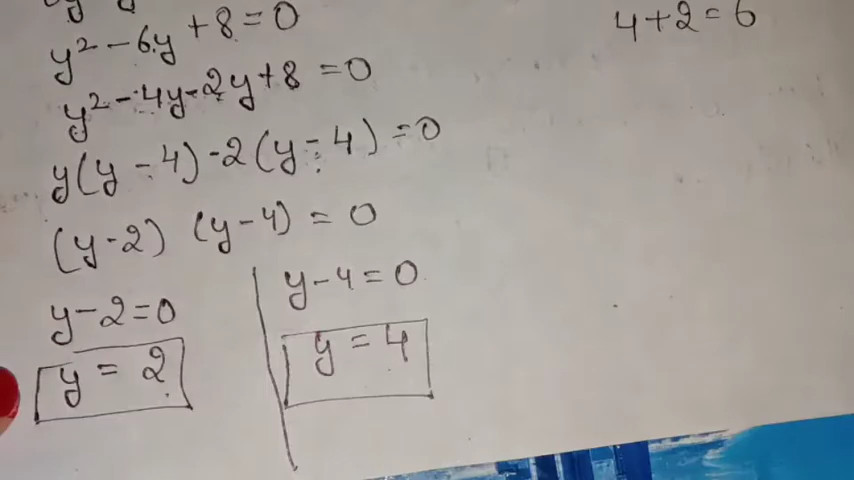 y² - 6y + 8 = 0
4 + 2 = 6
y² - 4y - 2y + 8 = 0
y(y - 4) - 2(y - 4) = 0
(y - 2) (y - 4) = 0
y - 2 = 0
y = 2
y - 4 = 0
y = 4